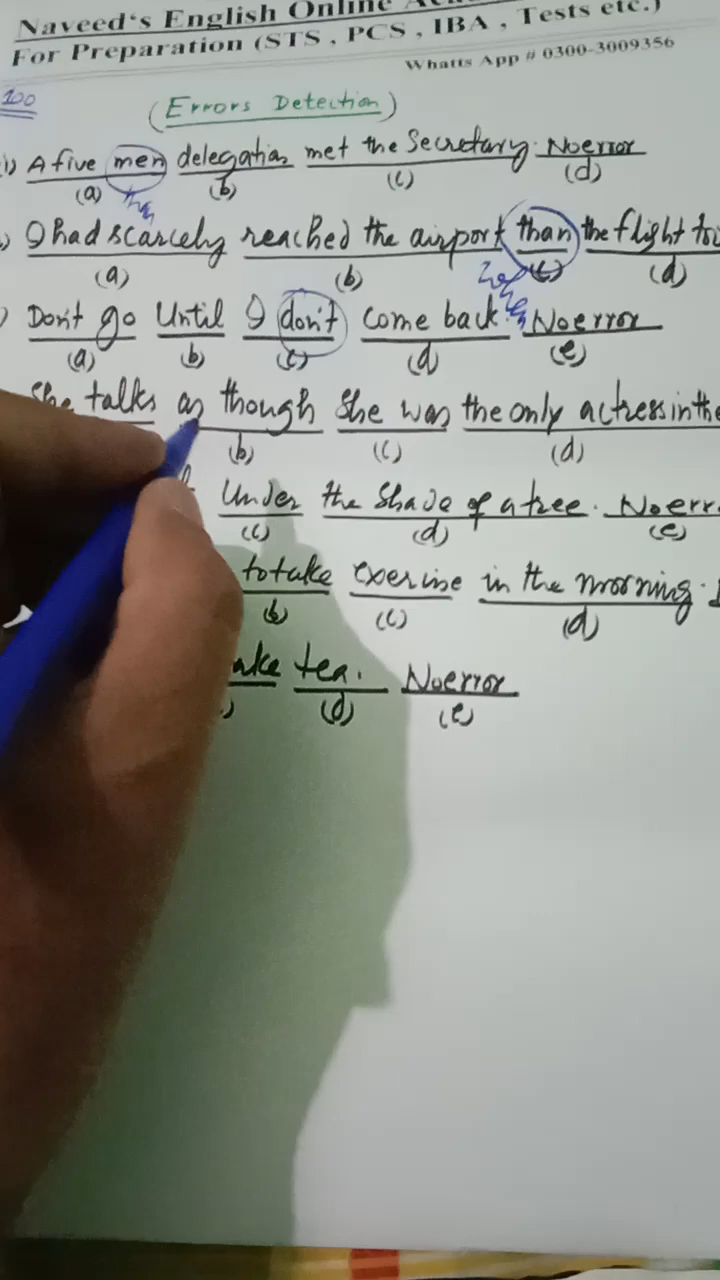 Naveed's English Online
For Preparation (STS , PCS , IBA , Tests etc.)
Whatts App # 0300-3009356
100
(Errors Detection)
1) A five men delegation met the Secretary. No error
(a) (b) (c) (d)
I had scarcely reached the airport than the flight
(a) (b) (c) (d)
Don't go Until I don't come back. No error
(a) (b) (c) (d) (e)
She talks as though She was the only actress in the
(b) (c) (d)
Under the Shade of a tree. No
(c) (d) (e)
to take exercise in the morning.
(b) (c) (d)
tea. No error
(d) (e)